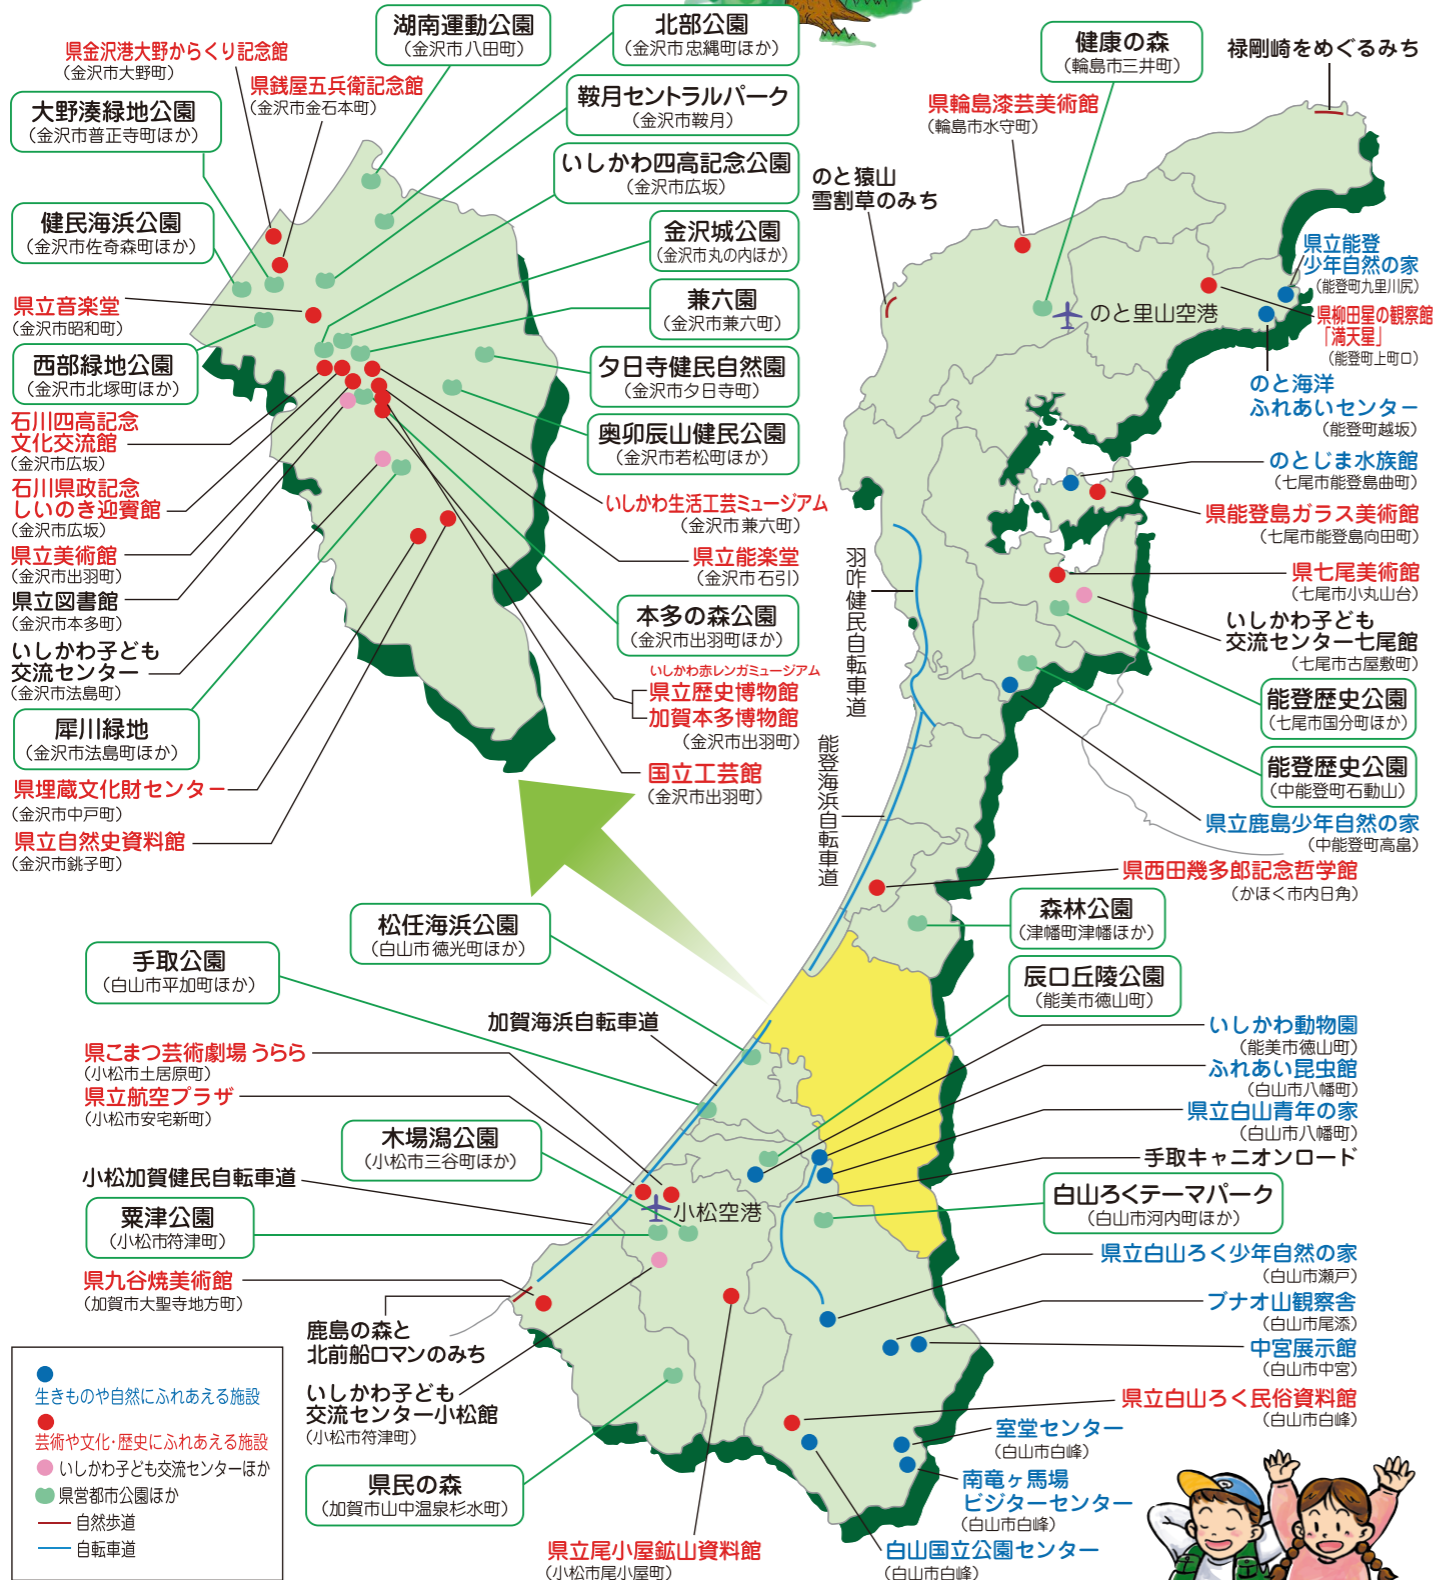 湖南運動公園
（金沢市八田町）
北部公園
（金沢市忠縄町ほか）
健康の森
（輪島市三井町）
禄剛崎をめぐるみち
県金沢港大野からくり記念館
（金沢市大野町）
県銭屋五兵衛記念館
（金沢市金石本町）
鞍月セントラルパーク
（金沢市鞍月）
県輪島漆芸美術館
（輪島市水守町）
大野湊緑地公園
（金沢市普正寺町ほか）
いしかわ四高記念公園
（金沢市広坂）
のと猿山
雪割草のみち
健民海浜公園
（金沢市佐奇森町ほか）
金沢城公園
（金沢市丸の内ほか）
県立能登
少年自然の家
（能登町九里川尻）
県立音楽堂
（金沢市昭和町）
兼六園
（金沢市兼六町）
のと里山空港
県柳田星の観察館
「満天星」
（能登町上町ロ）
西部緑地公園
（金沢市北塚町ほか）
夕日寺健民自然園
（金沢市夕日寺町）
のと海洋
ふれあいセンター
（能登町越坂）
石川四高記念
文化交流館
（金沢市広坂）
奥卯辰山健民公園
（金沢市若松町ほか）
のとじま水族館
（七尾市能登島曲町）
石川県政記念
しいのき迎賓館
（金沢市広坂）
いしかわ生活工芸ミュージアム
（金沢市兼六町）
県能登島ガラス美術館
（七尾市能登島向田町）
県立美術館
（金沢市出羽町）
県立能楽堂
（金沢市石引）
羽咋健民自転車道
県七尾美術館
（七尾市小丸山台）
県立図書館
（金沢市本多町）
本多の森公園
（金沢市出羽町ほか）
いしかわ子ども
交流センター七尾館
（七尾市古屋敷町）
いしかわ子ども
交流センター
（金沢市法島町）
いしかわ赤レンガミュージアム
県立歴史博物館
加賀本多博物館
（金沢市出羽町）
能登歴史公園
（七尾市国分町ほか）
犀川緑地
（金沢市法島町ほか）
国立工芸館
（金沢市出羽町）
能登海浜自転車道
能登歴史公園
（中能登町石動山）
県埋蔵文化財センター
（金沢市中戸町）
県立鹿島少年自然の家
（中能登町高畠）
県立自然史資料館
（金沢市銚子町）
県西田幾多郎記念哲学館
（かほく市内日角）
松任海浜公園
（白山市徳光町ほか）
森林公園
（津幡町津幡ほか）
手取公園
（白山市平加町ほか）
辰口丘陵公園
（能美市徳山町）
加賀海浜自転車道
いしかわ動物園
（能美市徳山町）
県こまつ芸術劇場 うらら
（小松市土居原町）
ふれあい昆虫館
（白山市八幡町）
県立航空プラザ
（小松市安宅新町）
県立白山青年の家
（白山市八幡町）
木場潟公園
（小松市三谷町ほか）
手取キャニオンロード
小松加賀健民自転車道
白山ろくテーマパーク
（白山市河内町ほか）
粟津公園
（小松市符津町）
小松空港
県立白山ろく少年自然の家
（白山市瀬戸）
県九谷焼美術館
（加賀市大聖寺地方町）
ブナオ山観察舎
（白山市尾添）
鹿島の森と
北前船ロマンのみち
中宮展示館
（白山市中宮）
いしかわ子ども
交流センター小松館
（小松市符津町）
県立白山ろく民俗資料館
（白山市白峰）
室堂センター
（白山市白峰）
県民の森
（加賀市山中温泉杉水町）
南竜ヶ馬場
ビジターセンター
（白山市白峰）
県立尾小屋鉱山資料館
（小松市尾小屋町）
白山国立公園センター
（白山市白峰）
生きものや自然にふれあえる施設
芸術や文化・歴史にふれあえる施設
いしかわ子ども交流センターほか
県営都市公園ほか
自然歩道
自転車道